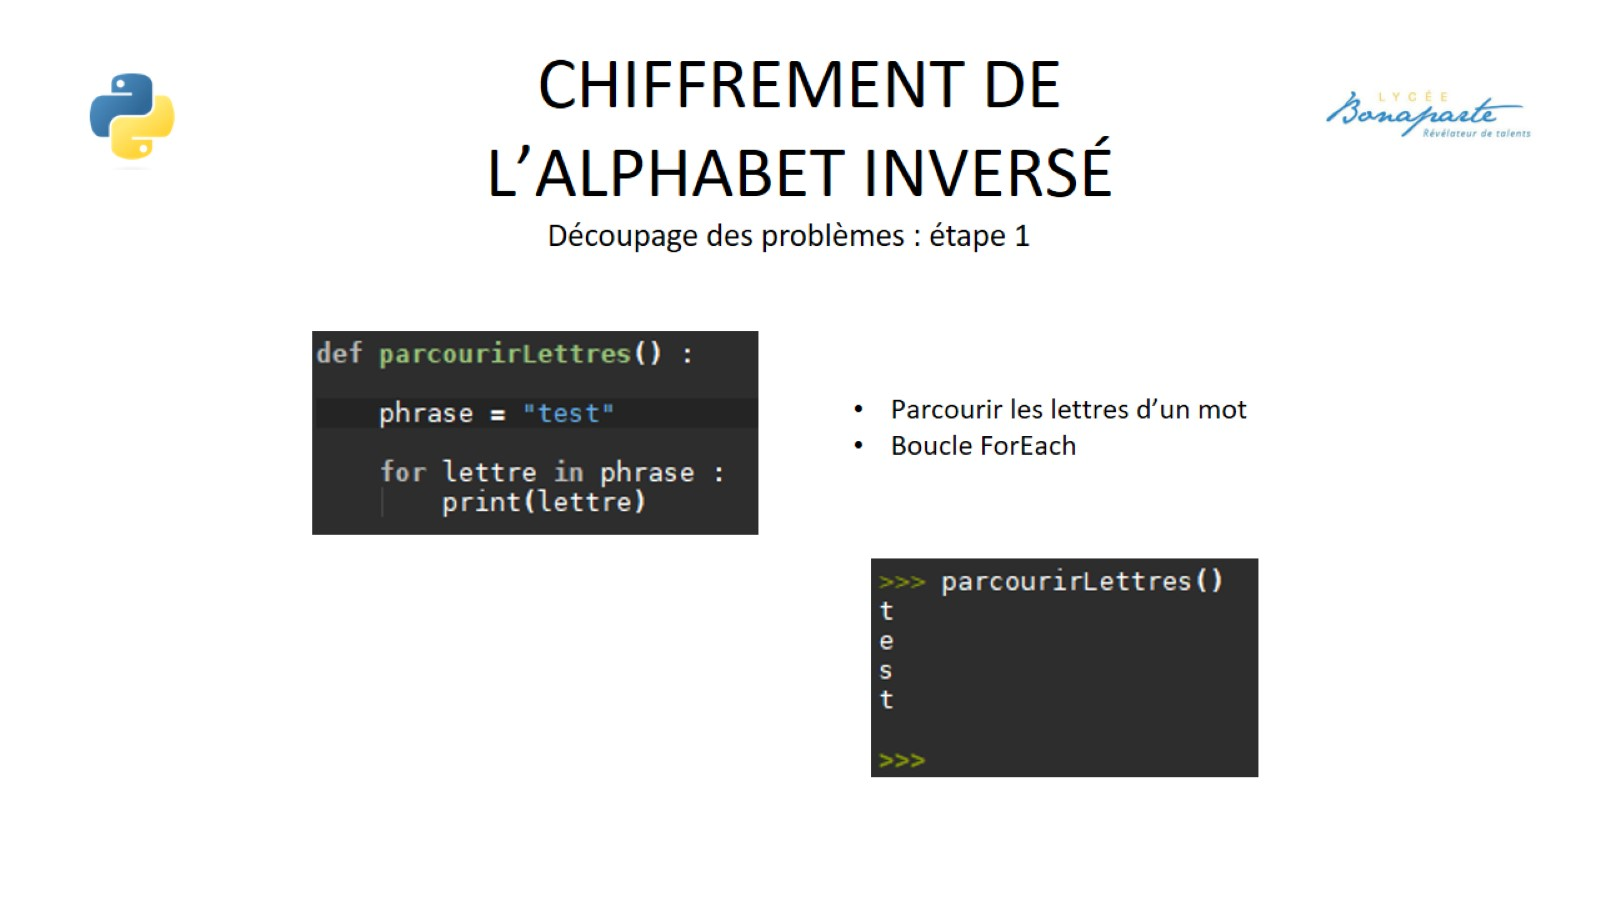 CHIFFREMENT DE
L’ALPHABET INVERSÉ
Découpage des problèmes : étape 1
LYCÉE
Bonaparte
Révélateur de talents
def parcourirLettres() :
phrase = "test"
for lettre in phrase :
print(lettre)
• Parcourir les lettres d’un mot
• Boucle ForEach
>>> parcourirLettres()
t
e
s
t
>>>